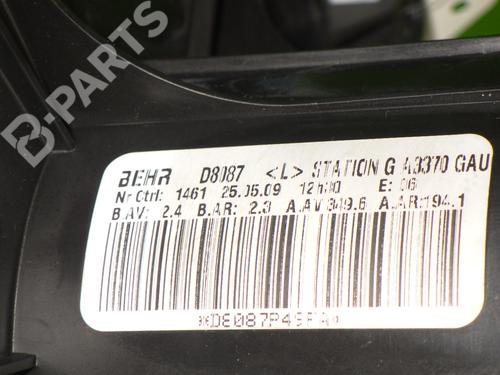 B-PARTS
BEHR D8087 <L> STATION G A3370 GAU
Nr Ctrl: 1461 25.05.09 12h30 E: 06
B.AV: 2.4 B.AR: 2.3 A.AV:349.6 A.AR:194.1